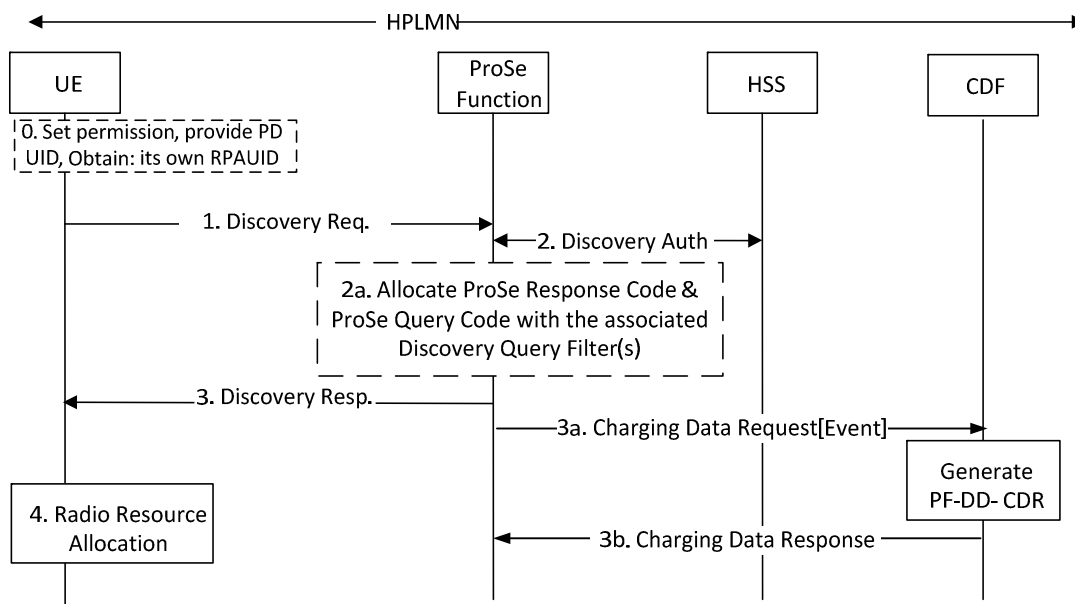 HPLMN
UE
ProSe
Function
HSS
CDF
0. Set permission, provide PD
UID, Obtain: its own RPAUID
1. Discovery Req.
2. Discovery Auth
2a. Allocate ProSe Response Code &
ProSe Query Code with the associated
Discovery Query Filter(s)
3. Discovery Resp.
3a. Charging Data Request[Event]
Generate
PF-DD- CDR
4. Radio Resource
Allocation
3b. Charging Data Response